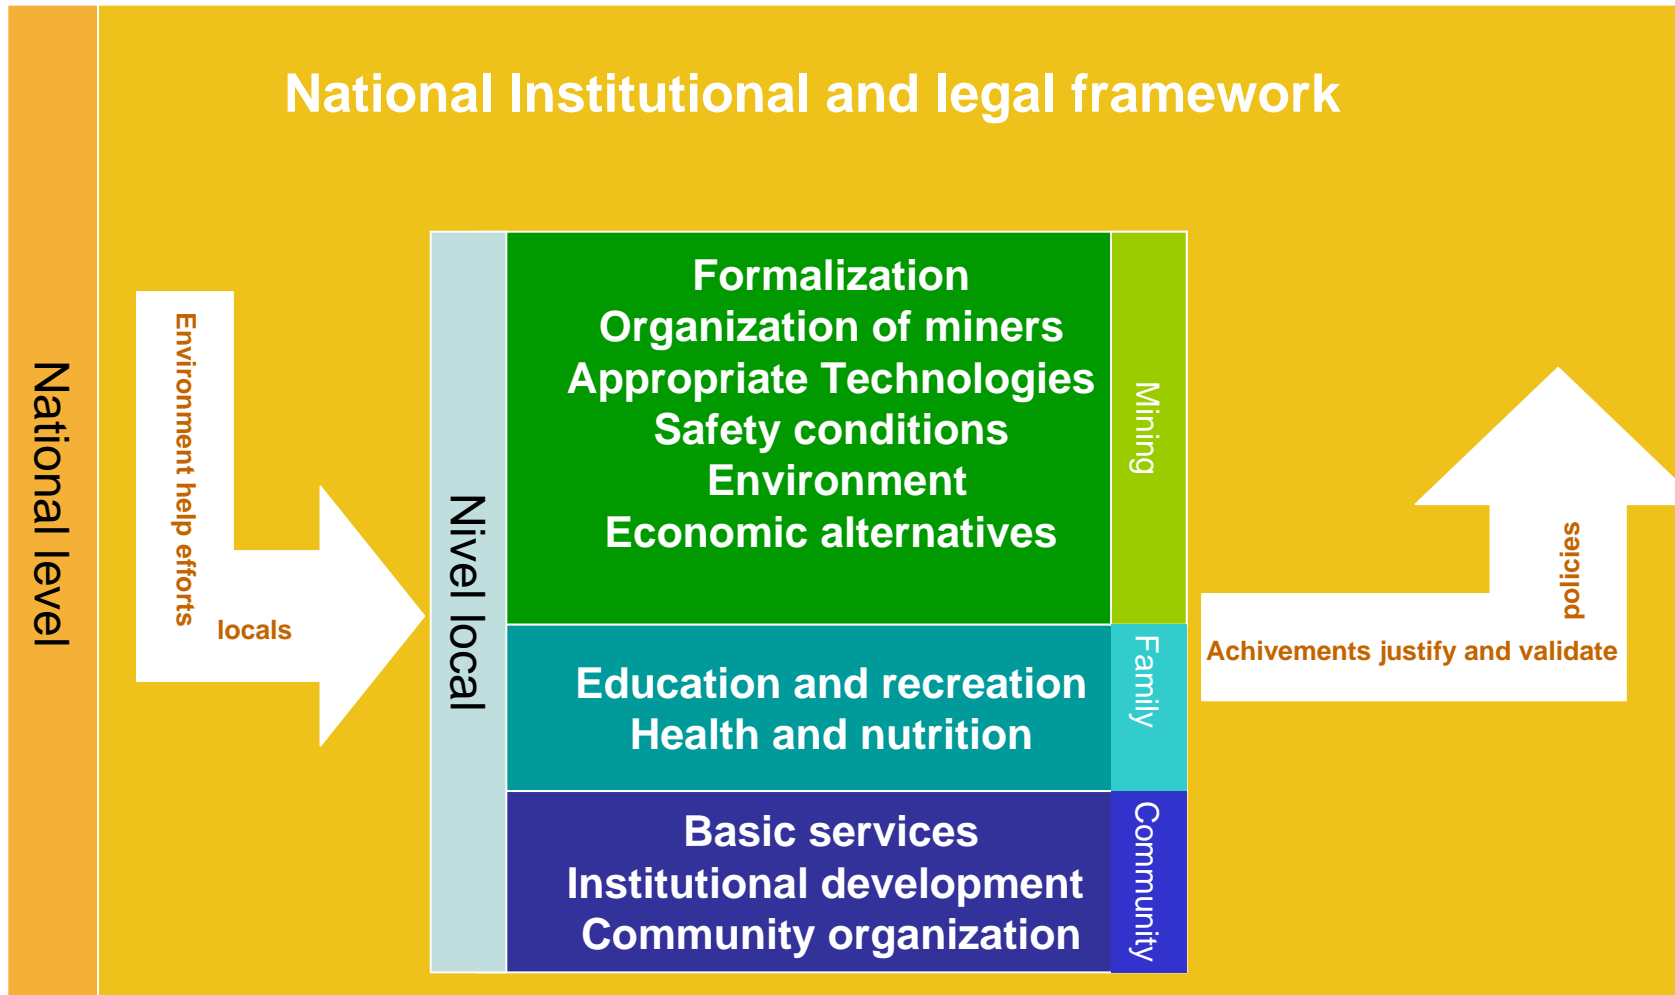 National Institutional and legal framework
National level
Environment help efforts
locals
Nivel local
Formalization
Organization of miners
Appropriate Technologies
Safety conditions
Environment
Economic alternatives
Mining
Education and recreation
Health and nutrition
Family
Basic services
Institutional development
Community organization
Community
Achivements justify and validate
policies